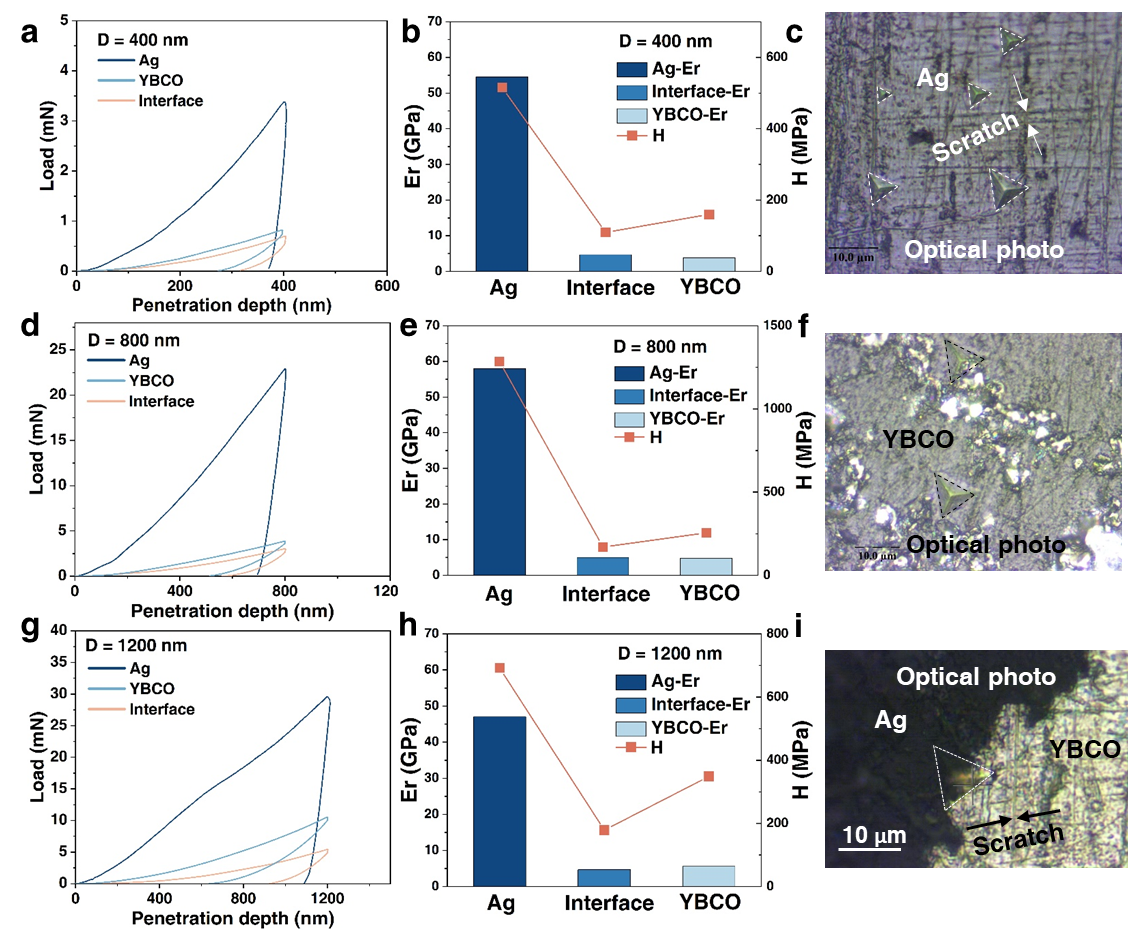 a
5
4
3
2
1
0
D = 400 nm
Ag
YBCO
Interface
Load (mN)
0 200 400 600
Penetration depth (nm)
b
70
60
50
40
30
20
10
0
D = 400 nm
Ag-Er
Interface-Er
YBCO-Er
H
Er (GPa)
600
400
200
0
H (MPa)
Ag Interface YBCO
c
Ag
Scratch
10.0 μm
Optical photo
d
25
20
15
10
5
0
D = 800 nm
Ag
YBCO
Interface
Load (mN)
0 400 800 120
Penetration depth (nm)
e
70
60
50
40
30
20
10
0
D = 800 nm
Ag-Er
Interface-Er
YBCO-Er
H
Er (GPa)
1500
1000
500
0
H (MPa)
Ag Interface YBCO
f
YBCO
10.0 μm
Optical photo
g
40
35
30
25
20
15
10
5
0
D = 1200 nm
Ag
YBCO
Interface
Load (mN)
0 400 800 1200
Penetration depth (nm)
h
70
60
50
40
30
20
10
0
D = 1200 nm
Ag-Er
Interface-Er
YBCO-Er
H
Er (GPa)
800
600
400
200
0
H (MPa)
Ag Interface YBCO
i
Optical photo
Ag
YBCO
Scratch
10 μm